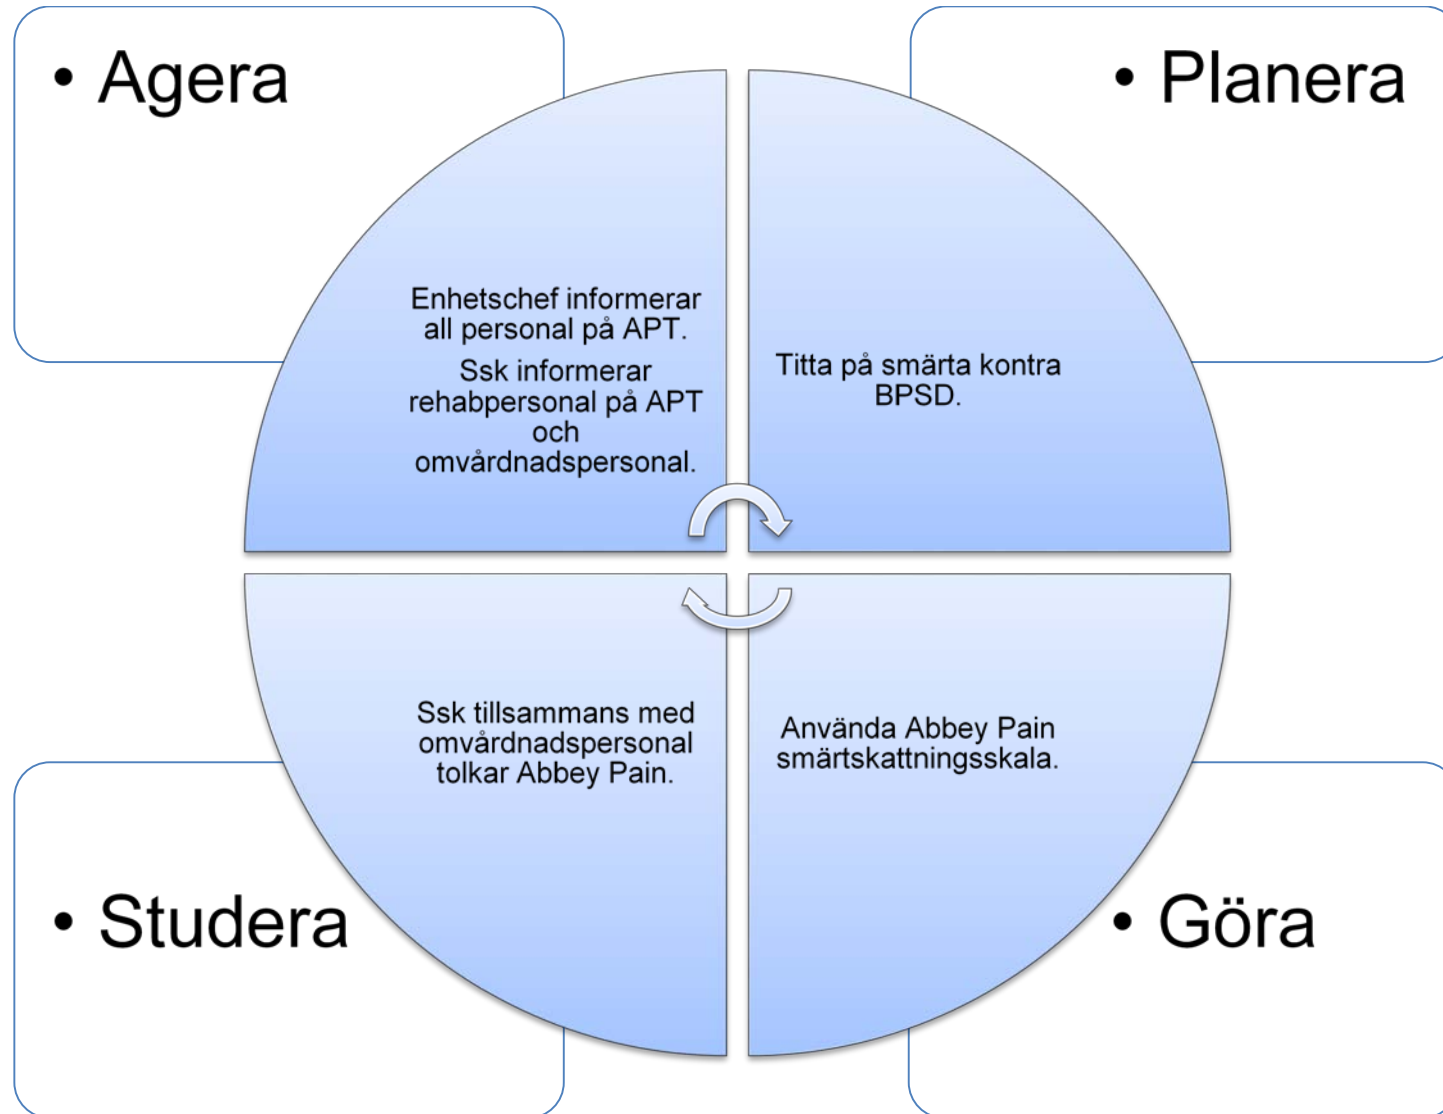 • Agera
• Planera
Enhetschef informerar
all personal på APT.
Ssk informerar
rehabpersonal på APT
och
omvårdnadspersonal.
Titta på smärta kontra
BPSD.
Ssk tillsammans med
omvårdnadspersonal
tolkar Abbey Pain.
Använda Abbey Pain
smärtskattningsskala.
• Studera
• Göra